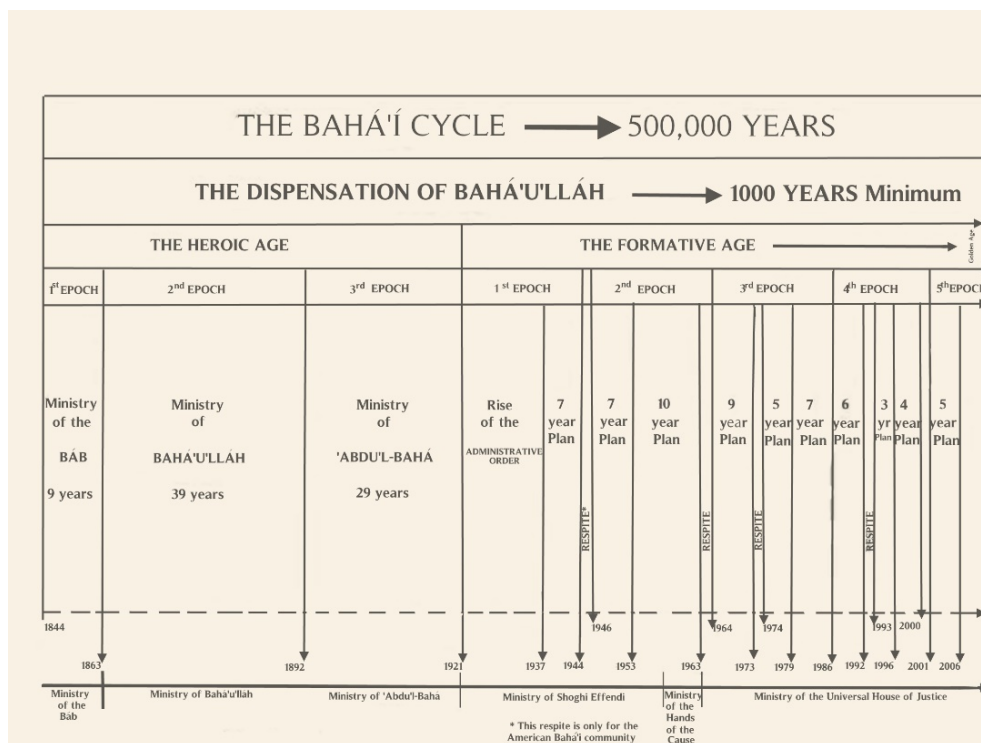 THE BAHÁ'Í CYCLE 500,000 YEARS
THE DISPENSATION OF BAHÁ'U'LLÁH 1000 YEARS Minimum
THE HEROIC AGE
THE FORMATIVE AGE
Golden Age
1st EPOCH
2nd EPOCH
3rd EPOCH
1st EPOCH
2nd EPOCH
3rd EPOCH
4th EPOCH
5th EPOCH
Ministry
of the
BÁB
9 years
Ministry
of
BAHÁ'U'LLÁH
39 years
Ministry
of
'ABDU'L-BAHÁ
29 years
Rise
of the
ADMINISTRATIVE
ORDER
7
year
Plan
RESPITE*
7
year
Plan
10
year
Plan
RESPITE
9
year
Plan
RESPITE
5
year
Plan
7
year
Plan
6
year
Plan
RESPITE
3
yr
Plan
4
year
Plan
5
year
Plan
1844
1946
1964
1974
1993
2000
1863
1892
1921
1937
1944
1953
1963
1973
1979
1986
1992
1996
2001
2006
Ministry
of the
Báb
Ministry of Bahá'u'lláh
Ministry of 'Abdu'l-Bahá
Ministry of Shoghi Effendi
Ministry
of the
Hands
of the
Cause
Ministry of the Universal House of Justice
* This respite is only for the
American Bahá'í community